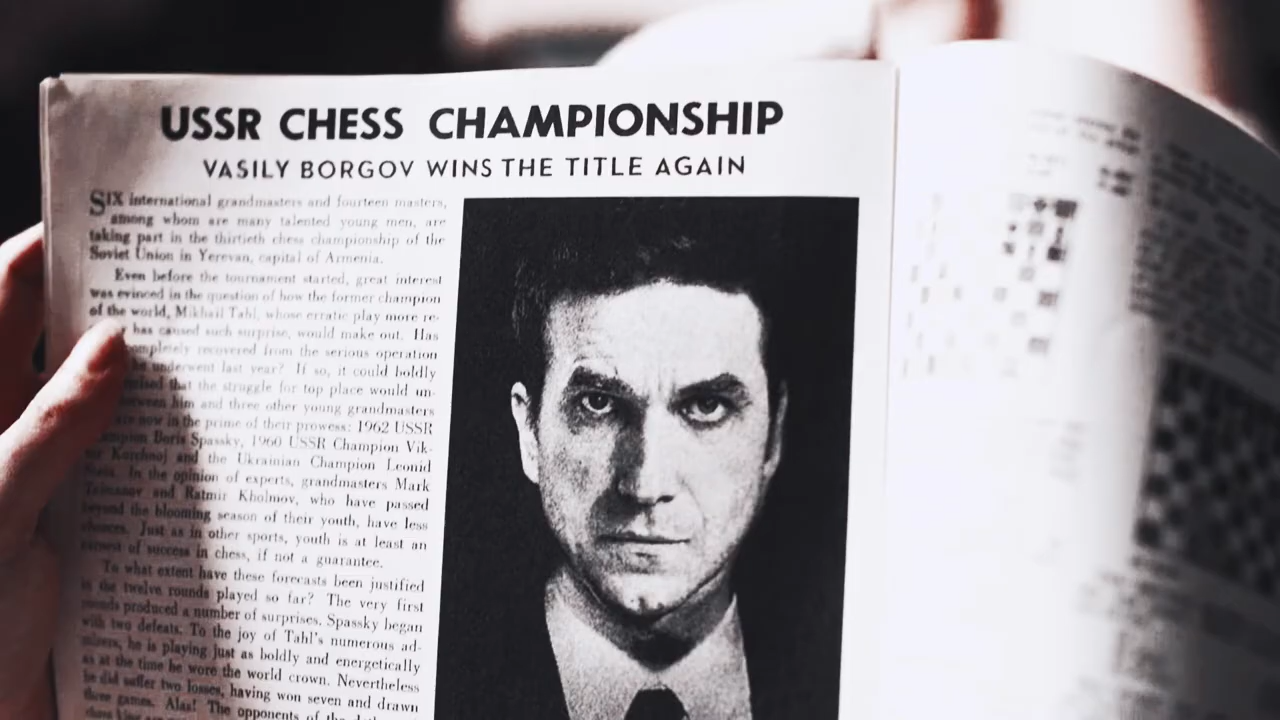 USSR CHESS CHAMPIONSHIP
VASILY BORGOV WINS THE TITLE AGAIN
SIX international grandmasters and fourteen masters,
among whom are many talented young men, are
taking part in the thirtieth chess championship of the
Soviet Union in Yerevan, capital of Armenia.
Even before the tournament started, great interest
was evinced in the question of how the former champion
of the world, Mikhail Tahl, whose erratic play more re-
has caused such surprise, would make out. Has
completely recovered from the serious operation
he underwent last year? If so, it could boldly
that the struggle for top place would un-
between him and three other young grandmasters
are now in the prime of their prowess: 1962 USSR
Champion Boris Spassky, 1960 USSR Champion Vik-
tor Korchnoj and the Ukrainian Champion Leonid
Stein. In the opinion of experts, grandmasters Mark
Taimanov and Ratmir Kholmov, who have passed
beyond the blooming season of their youth, have less
chances. Just as in other sports, youth is at least an
earnest of success in chess, if not a guarantee.
To what extent have these forecasts been justified
in the twelve rounds played so far? The very first
rounds produced a number of surprises. Spassky began
with two defeats. To the joy of Tahl's numerous ad-
mirers, he is playing just as boldly and energetically
as at the time he wore the world crown. Nevertheless
he did suffer two losses, having won seven and drawn
three games. Alas! The opponents of the